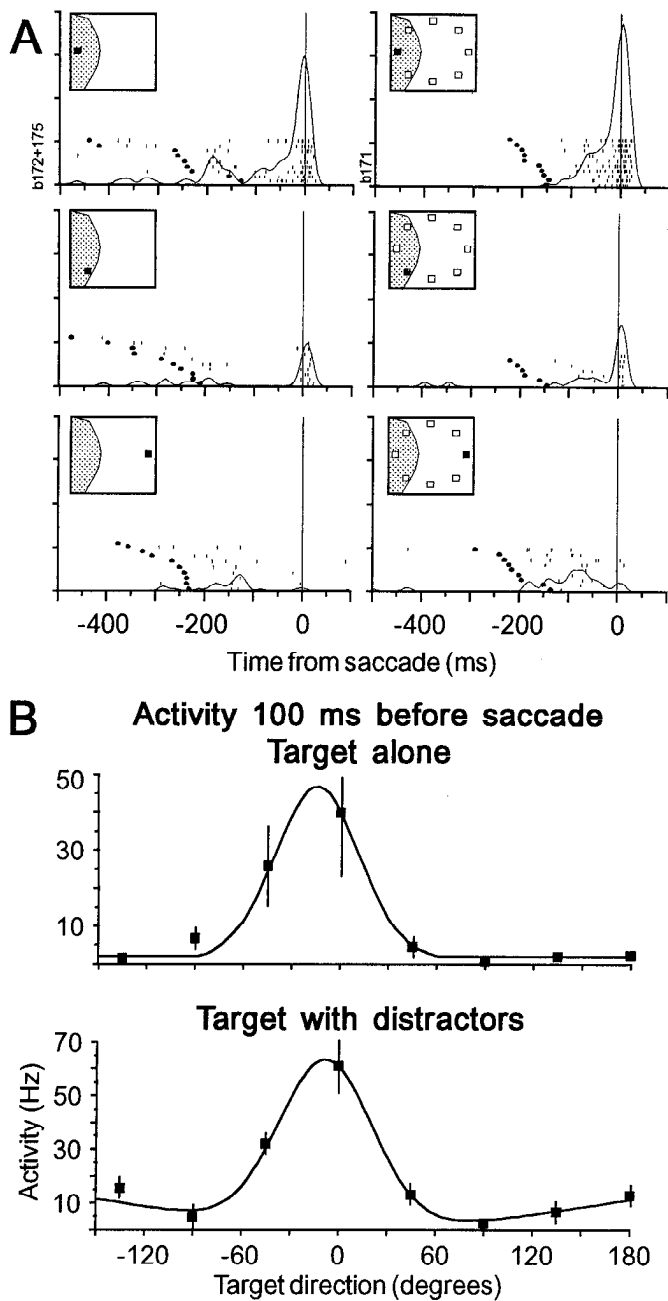 A
b172+175
b171
-400 -200 0
-400 -200 0
Time from saccade (ms)
B
Activity 100 ms before saccade
Target alone
50
30
10
Target with distractors
70
50
30
10
Activity (Hz)
-120 -60 0 60 120 180
Target direction (degrees)